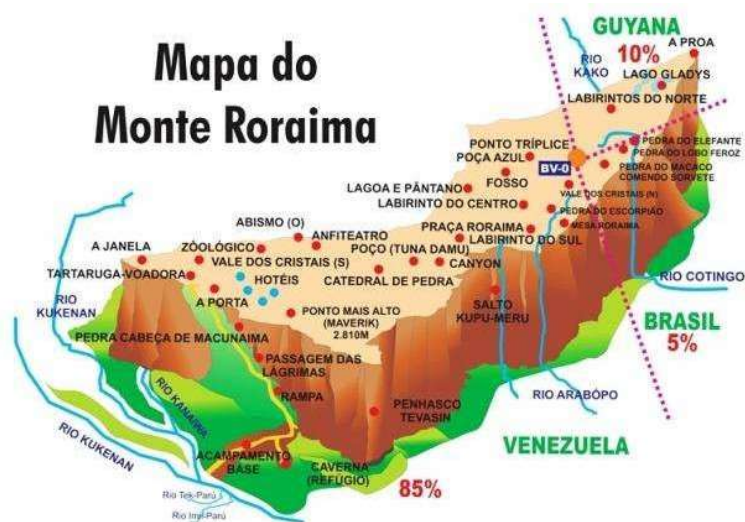 Mapa do
Monte Roraima
GUYANA
10%
A PROA
RIO
KAKO
LAGO GLADYS
LABIRINTOS DO NORTE
PONTO TRÍPLICE
PEDRA DO ELEFANTE
PEDRA DO LOBO FEROZ
POÇA AZUL
BV-0
PEDRA DO MACACO
COMENDO SORVETE
FOSSO
LAGOA E PÂNTANO
VALE DOS CRISTAIS (N)
LABIRINTO DO CENTRO
PEDRA DO ESCORPIÃO
ABISMO (O)
PRAÇA RORAIMA
MESA RORAIMA
ANFITEATRO
LABIRINTO DO SUL
A JANELA
ZOOLÓGICO
POÇO (TUNA DAMU)
VALE DOS CRISTAIS (S)
CANYON
TARTARUGA-VOADORA
HOTÉIS
CATEDRAL DE PEDRA
RIO COTINGO
RIO
KUKENAN
A PORTA
SALTO
KUPU-MERU
PONTO MAIS ALTO
(MAVERIK)
2.810M
BRASIL
5%
PEDRA CABEÇA DE MACUNAIMA
PASSAGEM DAS
LÁGRIMAS
RAMPA
RIO ARABÓPO
RIO KAMAIWA
PENHASCO
TEVASIN
RIO KUKENAN
VENEZUELA
ACAMPAMENTO
BASE
CAVERNA
(REFÚGIO)
85%
Rio Tek-Parú
Rio Inyi-Parú